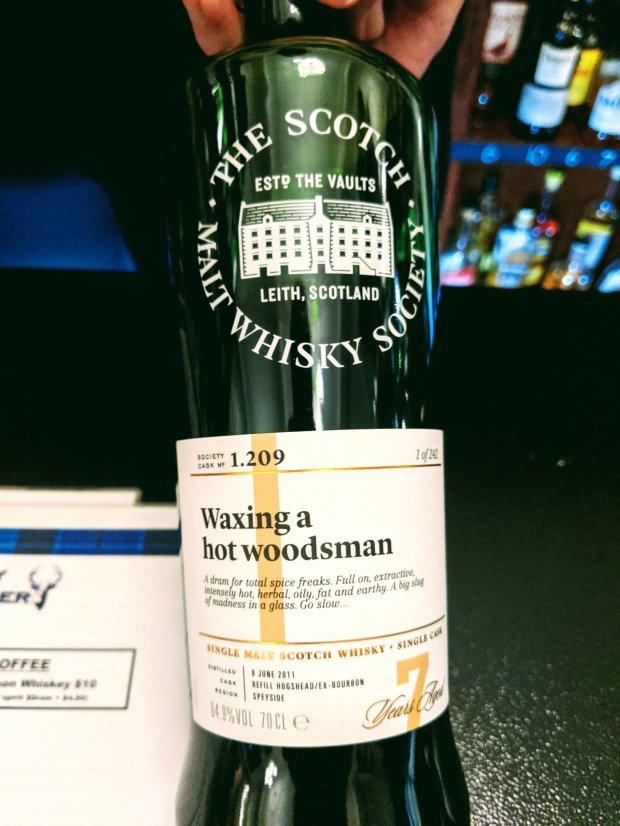 THE SCOTCH
MALT WHISKY SOCIETY
ESTD THE VAULTS
LEITH, SCOTLAND
SOCIETY
CASK Nº 1.209
1 of 242
Waxing a
hot woodsman
A dram for total spice freaks. Full on, extractive,
intensely hot, herbal, oily, fat and earthy. A big slug
of madness in a glass. Go slow...
SINGLE MALT SCOTCH WHISKY • SINGLE CASK
DISTILLED 8 JUNE 2011
CASK REFILL HOGSHEAD/EX-BOURBON
REGION SPEYSIDE
7
Years Aged
64.9%VOL 70CL ℮
OFFEE
on Whiskey $10